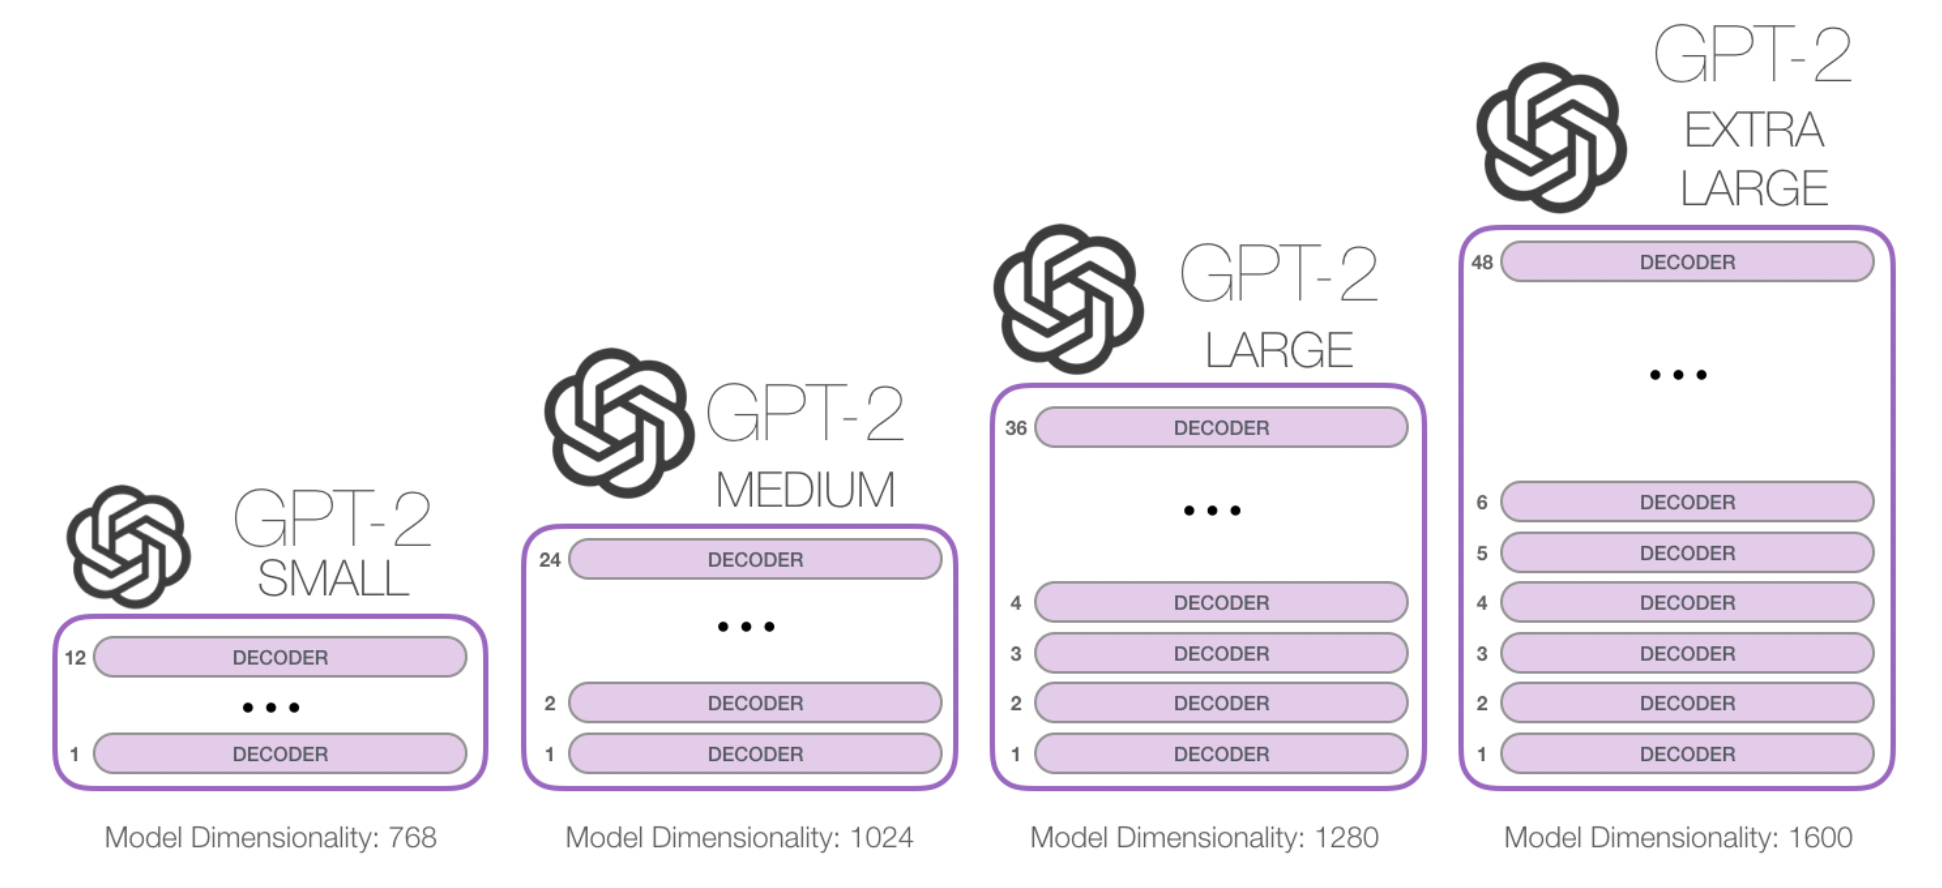 GPT-2
SMALL
12 DECODER
...
1 DECODER
Model Dimensionality: 768
GPT-2
MEDIUM
24 DECODER
...
2 DECODER
1 DECODER
Model Dimensionality: 1024
GPT-2
LARGE
36 DECODER
...
4 DECODER
3 DECODER
2 DECODER
1 DECODER
Model Dimensionality: 1280
GPT-2
EXTRA
LARGE
48 DECODER
...
6 DECODER
5 DECODER
4 DECODER
3 DECODER
2 DECODER
1 DECODER
Model Dimensionality: 1600